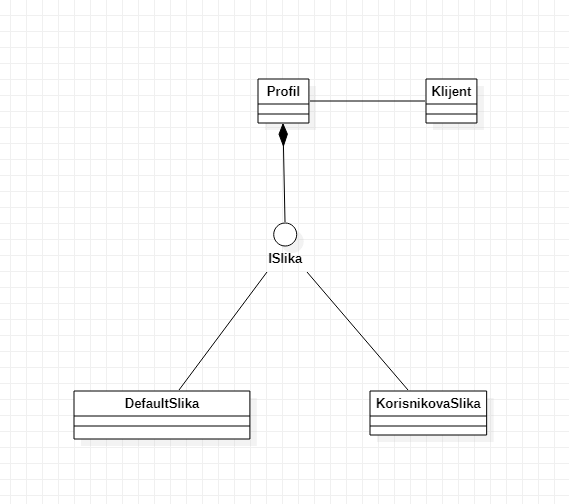 Profil
Klijent
ISlika
DefaultSlika
KorisnikovaSlika